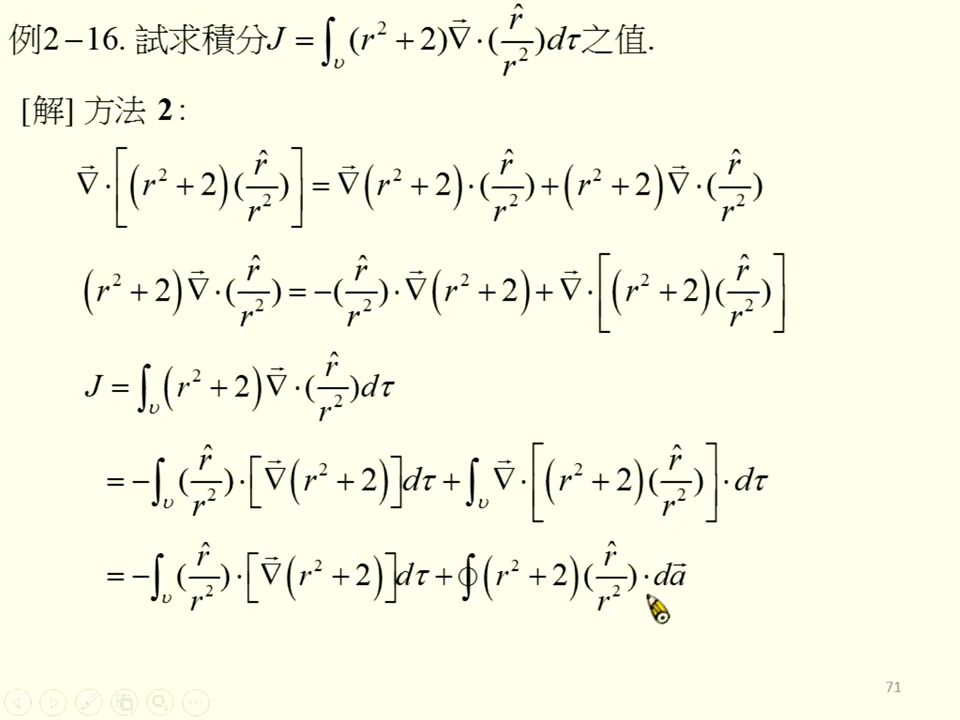 例2−16. 試求積分J = ∫_υ (r² + 2)∇⃗ · (r̂/r²)dτ之值.
[解] 方法 2 :
∇⃗ · [(r² + 2)(r̂/r²)] = ∇⃗(r² + 2) · (r̂/r²) + (r² + 2)∇⃗ · (r̂/r²)
(r² + 2)∇⃗ · (r̂/r²) = −(r̂/r²) · ∇⃗(r² + 2) + ∇⃗ · [(r² + 2)(r̂/r²)]
J = ∫_υ (r² + 2)∇⃗ · (r̂/r²)dτ
= −∫_υ (r̂/r²) · [∇⃗(r² + 2)]dτ + ∫_υ ∇⃗ · [(r² + 2)(r̂/r²)] · dτ
= −∫_υ (r̂/r²) · [∇⃗(r² + 2)]dτ + ∮(r² + 2)(r̂/r²) · da⃗
71